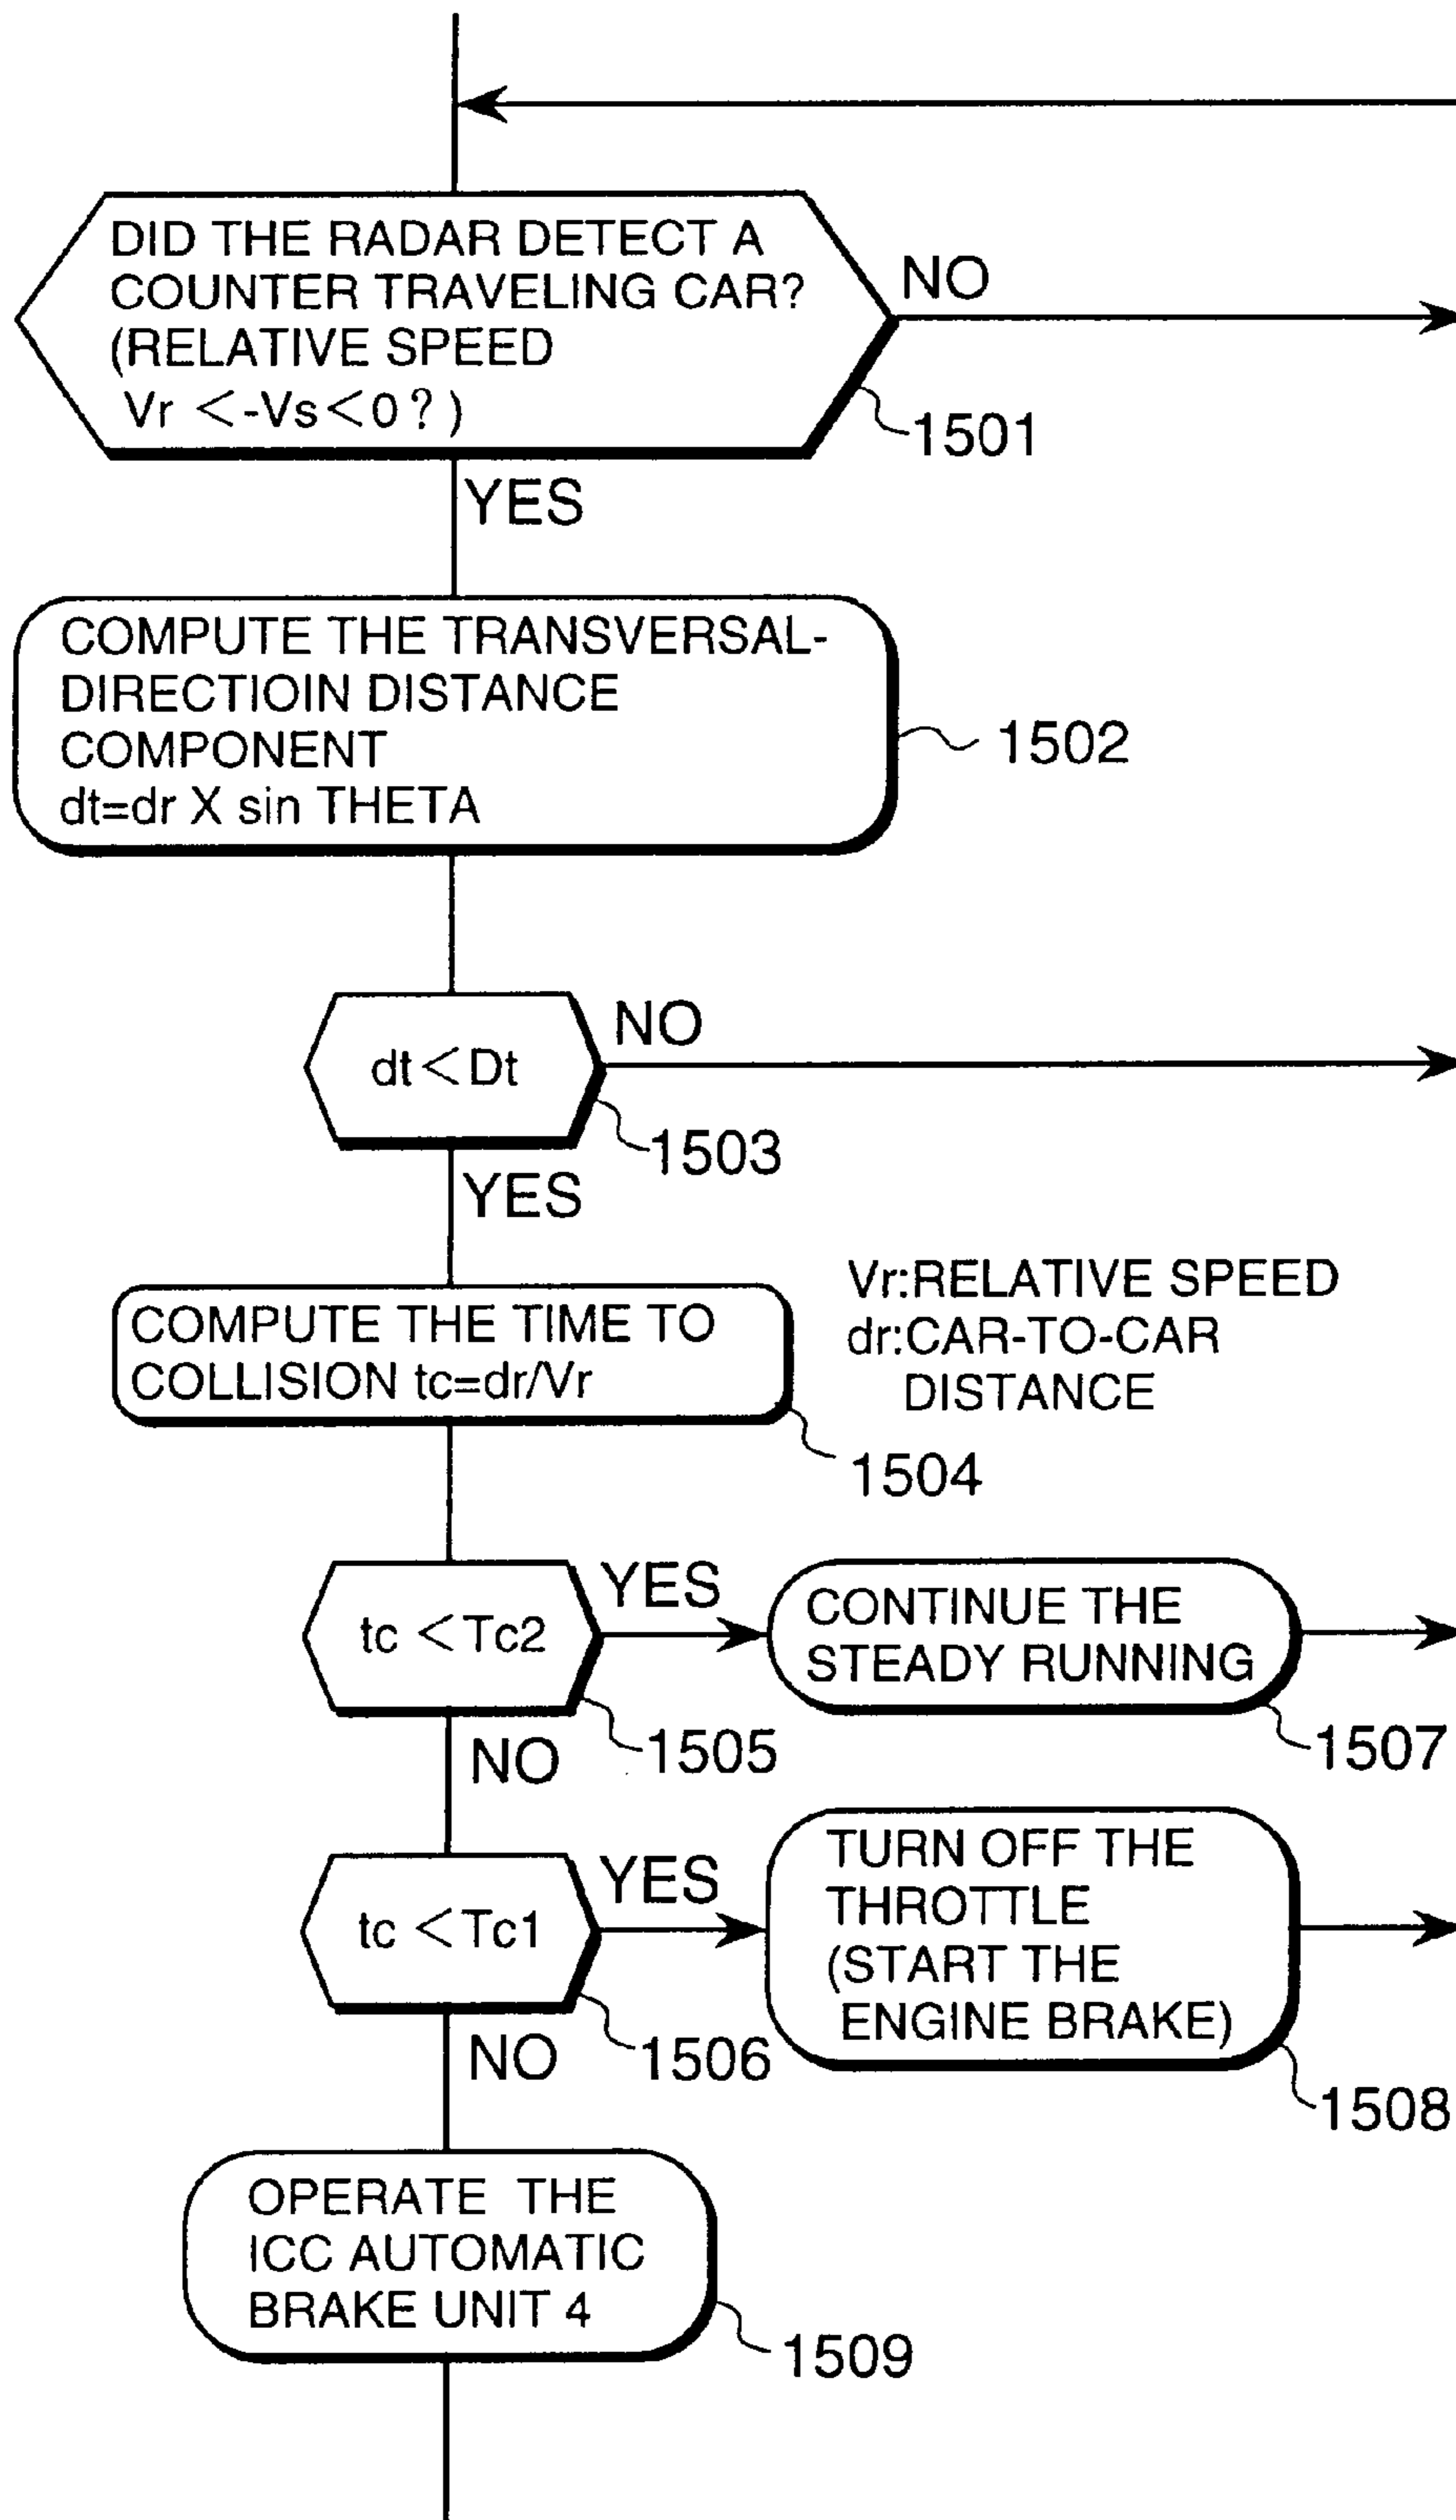 DID THE RADAR DETECT A
COUNTER TRAVELING CAR?
(RELATIVE SPEED
Vr <-Vs<0?)
NO
1501
YES
COMPUTE THE TRANSVERSAL-
DIRECTIOIN DISTANCE
COMPONENT
dt=dr X sin THETA
1502
dt<Dt
NO
1503
YES
COMPUTE THE TIME TO
COLLISION tc=dr/Vr
Vr:RELATIVE SPEED
dr:CAR-TO-CAR
DISTANCE
1504
tc <Tc2
YES
CONTINUE THE
STEADY RUNNING
1505
1507
NO
tc <Tc1
YES
TURN OFF THE
THROTTLE
(START THE
ENGINE BRAKE)
1506
1508
NO
OPERATE THE
ICC AUTOMATIC
BRAKE UNIT 4
1509